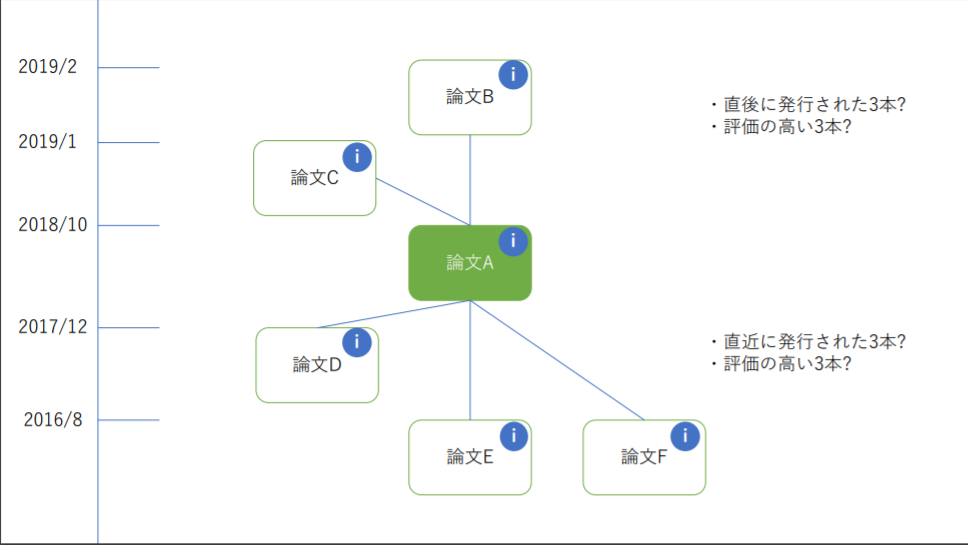 2019/2
論文B
i
・直後に発行された3本?
・評価の高い3本?
2019/1
論文C
i
2018/10
論文A
i
2017/12
論文D
i
・直近に発行された3本?
・評価の高い3本?
2016/8
論文E
i
論文F
i